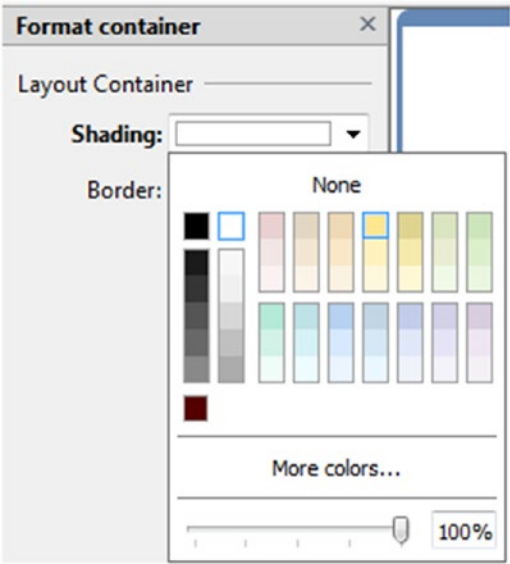 Format container
Layout Container
Shading:
Border:
None
More colors...
100%